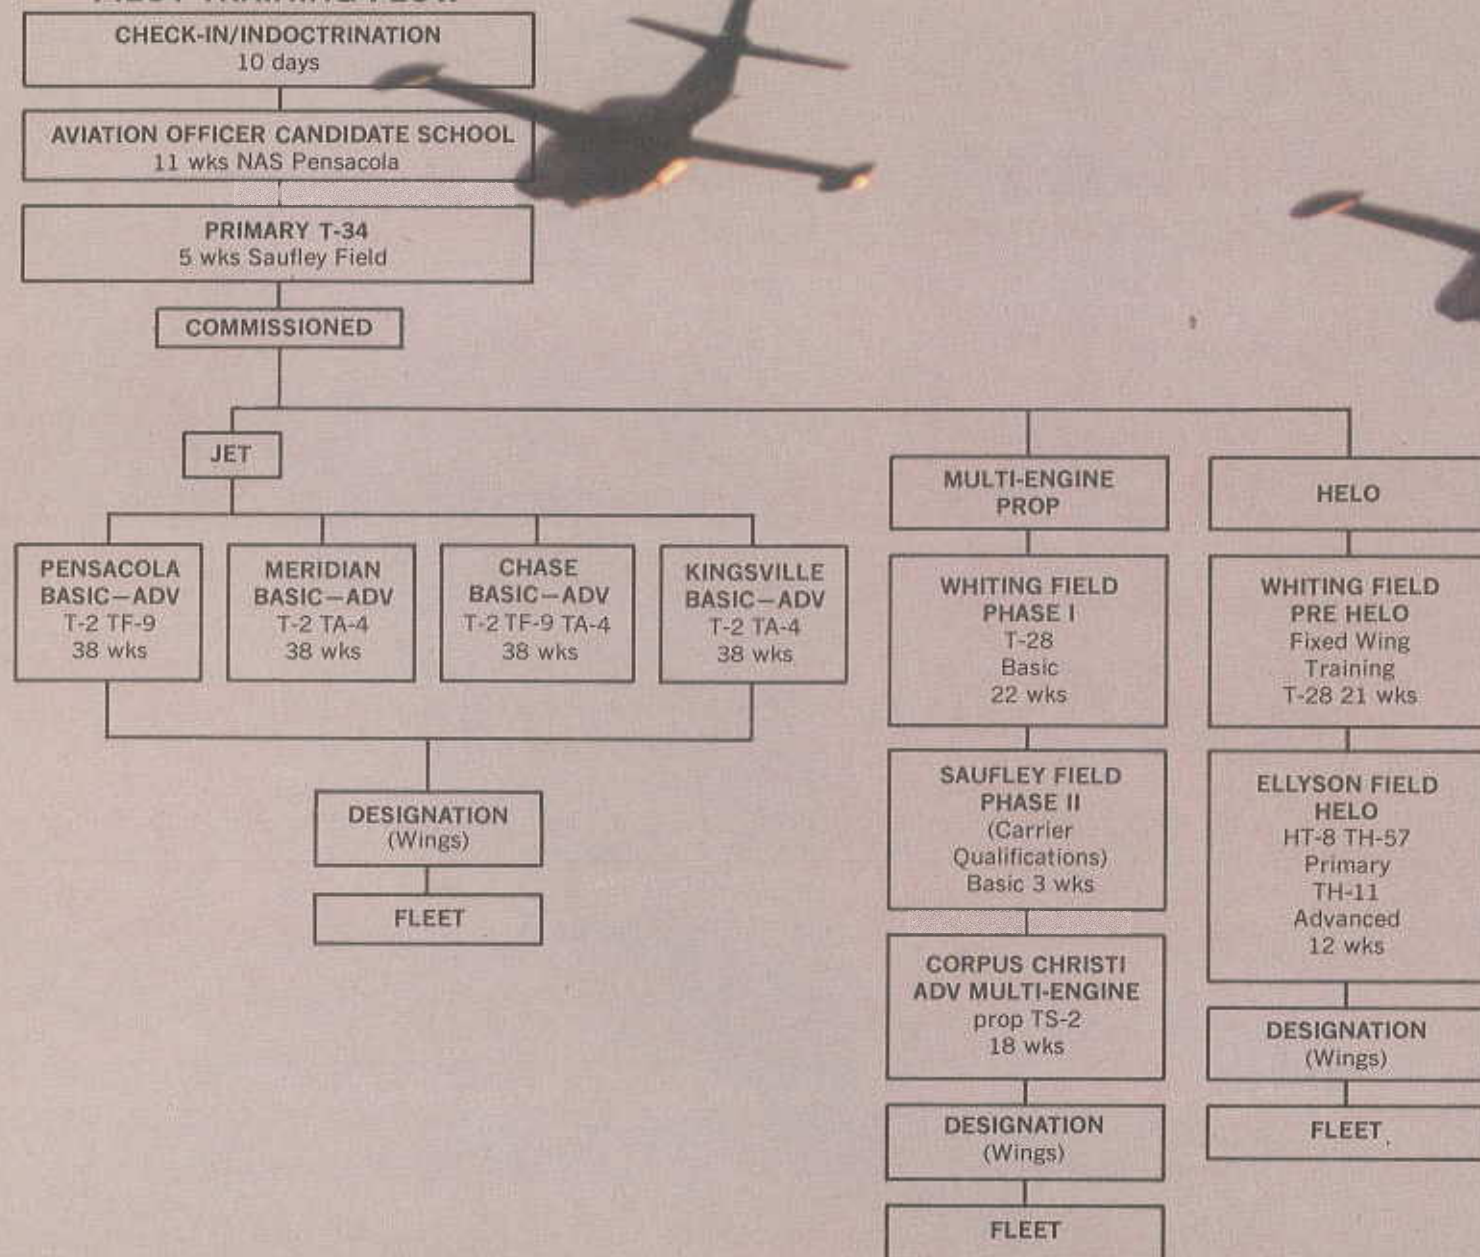 PILOT TRAINING FLOW
CHECK-IN/INDOCTRINATION
10 days
AVIATION OFFICER CANDIDATE SCHOOL
11 wks NAS Pensacola
PRIMARY T-34
5 wks Saufley Field
COMMISSIONED
JET
PENSACOLA
BASIC—ADV
T-2 TF-9
38 wks
MERIDIAN
BASIC—ADV
T-2 TA-4
38 wks
CHASE
BASIC—ADV
T-2 TF-9 TA-4
38 wks
KINGSVILLE
BASIC—ADV
T-2 TA-4
38 wks
DESIGNATION
(Wings)
FLEET
MULTI-ENGINE
PROP
WHITING FIELD
PHASE I
T-28
Basic
22 wks
SAUFLEY FIELD
PHASE II
(Carrier
Qualifications)
Basic 3 wks
CORPUS CHRISTI
ADV MULTI-ENGINE
prop TS-2
18 wks
DESIGNATION
(Wings)
FLEET
HELO
WHITING FIELD
PRE HELO
Fixed Wing
Training
T-28 21 wks
ELLYSON FIELD
HELO
HT-8 TH-57
Primary
TH-11
Advanced
12 wks
DESIGNATION
(Wings)
FLEET